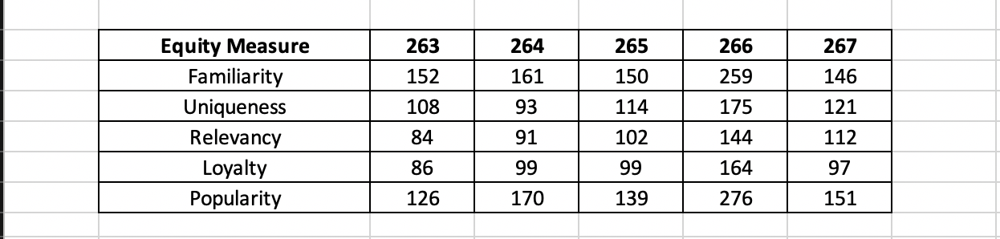 Equity Measure 263 264 265 266 267
Familiarity 152 161 150 259 146
Uniqueness 108 93 114 175 121
Relevancy 84 91 102 144 112
Loyalty 86 99 99 164 97
Popularity 126 170 139 276 151